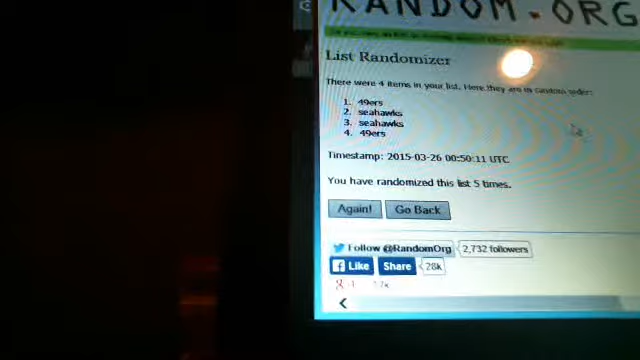 RANDOM.ORG
List Randomizer
There were 4 items in your list. Here they are in random order:
1. 49ers
2. seahawks
3. seahawks
4. 49ers
Timestamp: 2015-03-26 00:50:11 UTC
You have randomized this list 5 times.
Again! Go Back
Follow @RandomOrg 2,732 followers
Like Share 28k